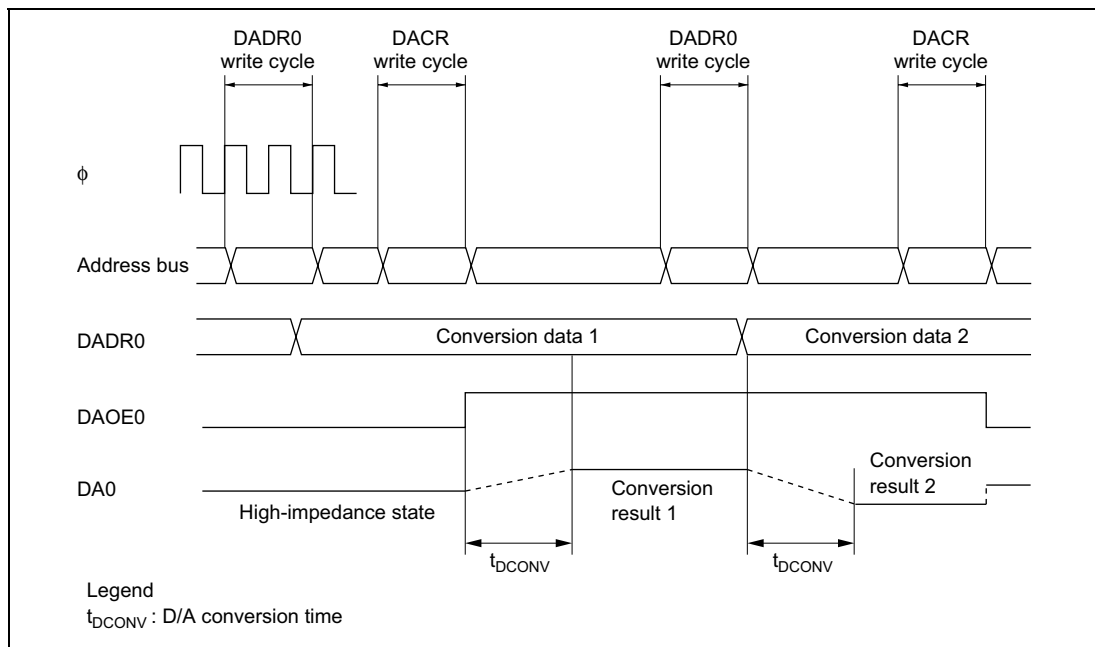 DADR0
write cycle
DACR
write cycle
DADR0
write cycle
DACR
write cycle
ϕ
Address bus
DADR0
Conversion data 1
Conversion data 2
DAOE0
DA0
High-impedance state
Conversion
result 1
Conversion
result 2
tDCONV
tDCONV
Legend
tDCONV : D/A conversion time